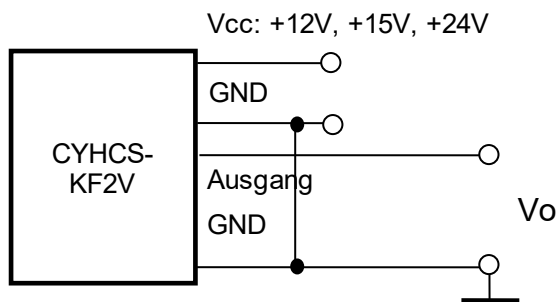 Vcc: +12V, +15V, +24V
GND
CYHCS-
KF2V
Ausgang
GND
Vo